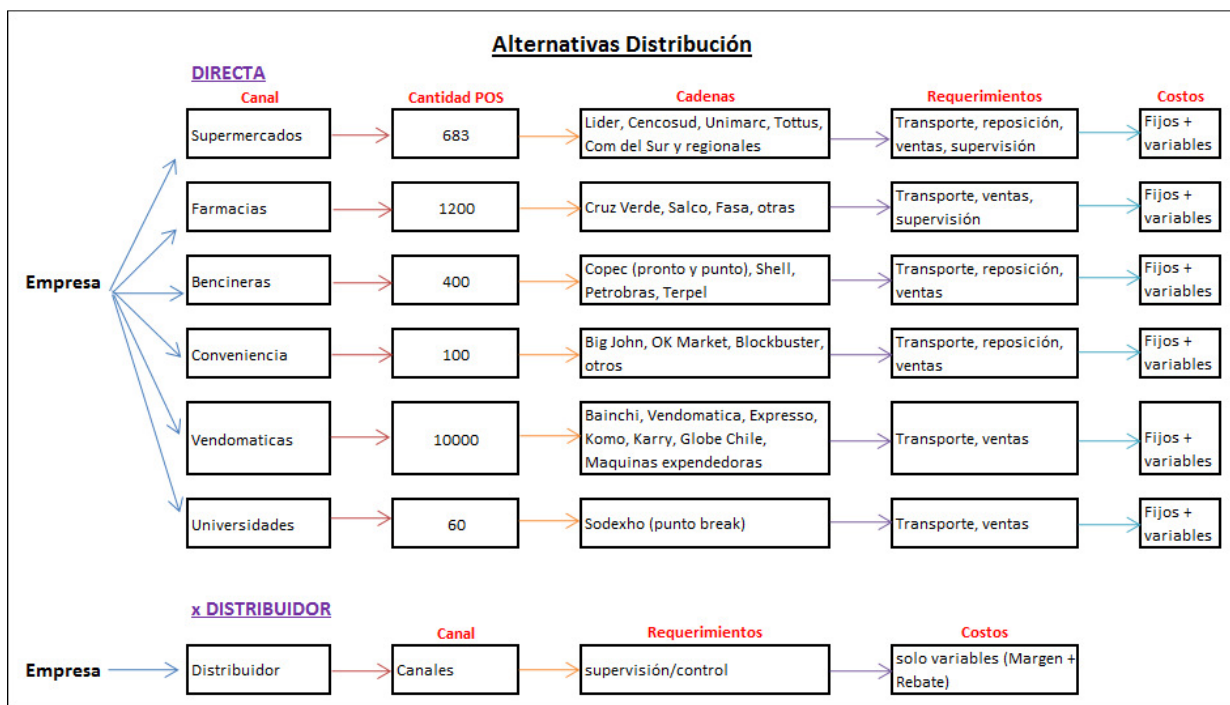 Alternativas Distribución
DIRECTA
Canal
Cantidad POS
Cadenas
Requerimientos
Costos
Supermercados
683
Lider, Cencosud, Unimarc, Tottus,
Com del Sur y regionales
Transporte, reposición,
ventas, supervisión
Fijos +
variables
Farmacias
1200
Cruz Verde, Salco, Fasa, otras
Transporte, ventas,
supervisión
Fijos +
variables
Empresa
Bencineras
400
Copec (pronto y punto), Shell,
Petrobras, Terpel
Transporte, reposición,
ventas
Fijos +
variables
Conveniencia
100
Big John, OK Market, Blockbuster,
otros
Transporte, reposición,
ventas
Fijos +
variables
Vendomaticas
10000
Bainchi, Vendomatica, Expresso,
Komo, Karry, Globe Chile,
Maquinas expendedoras
Transporte, ventas
Fijos +
variables
Universidades
60
Sodexho (punto break)
Transporte, ventas
Fijos +
variables
x DISTRIBUIDOR
Canal
Requerimientos
Costos
Empresa
Distribuidor
Canales
supervisión/control
solo variables (Margen +
Rebate)